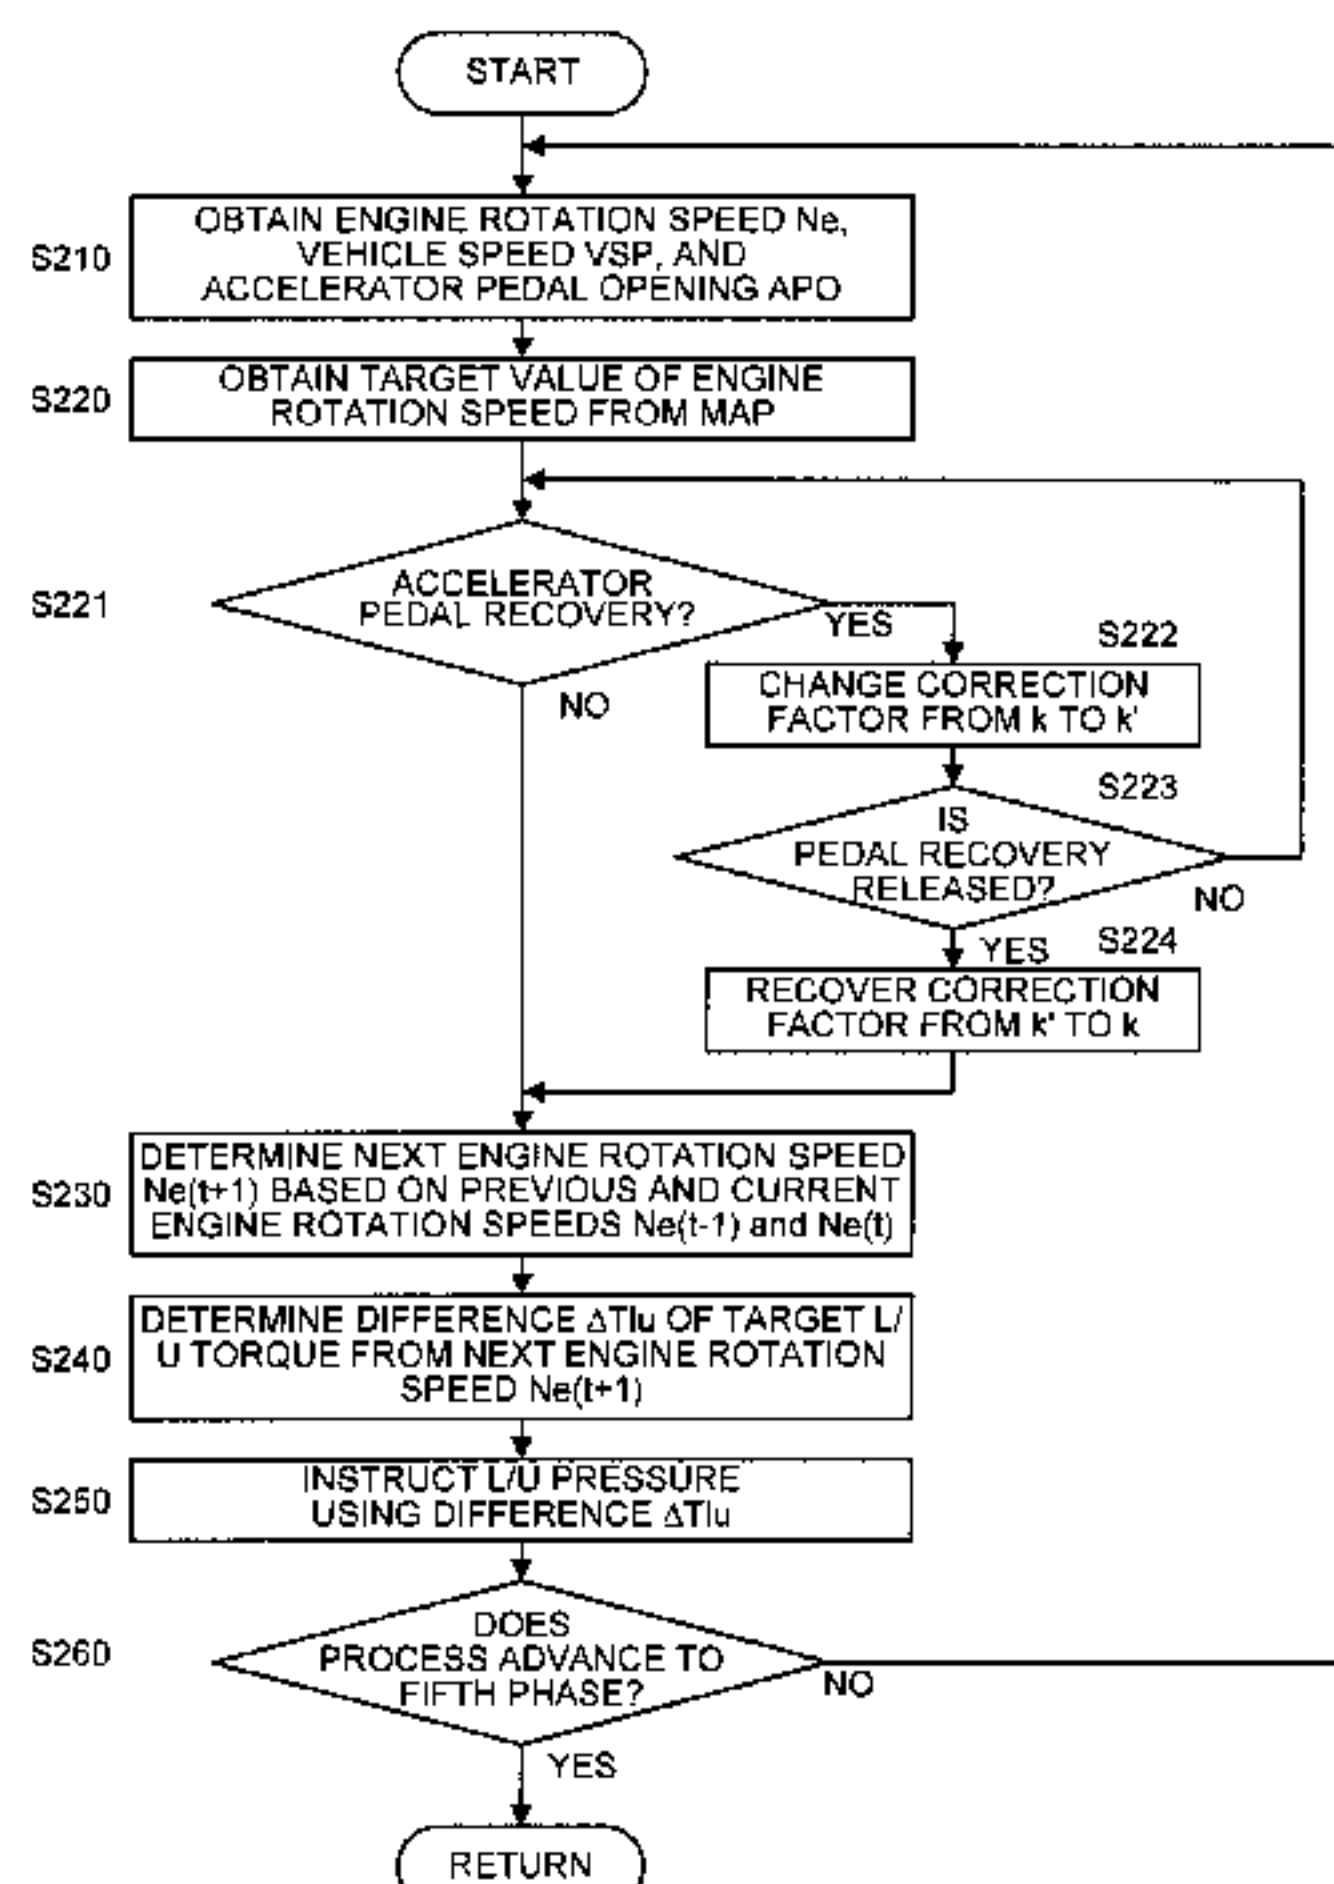 START
S210
OBTAIN ENGINE ROTATION SPEED Ne,
VEHICLE SPEED VSP, AND
ACCELERATOR PEDAL OPENING APO
S220
OBTAIN TARGET VALUE OF ENGINE
ROTATION SPEED FROM MAP
S221
ACCELERATOR
PEDAL RECOVERY?
YES
NO
S222
CHANGE CORRECTION
FACTOR FROM k TO k'
S223
IS
PEDAL RECOVERY
RELEASED?
NO
YES
S224
RECOVER CORRECTION
FACTOR FROM k' TO k
S230
DETERMINE NEXT ENGINE ROTATION SPEED
Ne(t+1) BASED ON PREVIOUS AND CURRENT
ENGINE ROTATION SPEEDS Ne(t-1) and Ne(t)
S240
DETERMINE DIFFERENCE ΔTlu OF TARGET L/
U TORQUE FROM NEXT ENGINE ROTATION
SPEED Ne(t+1)
S250
INSTRUCT L/U PRESSURE
USING DIFFERENCE ΔTlu
S260
DOES
PROCESS ADVANCE TO
FIFTH PHASE?
NO
YES
RETURN